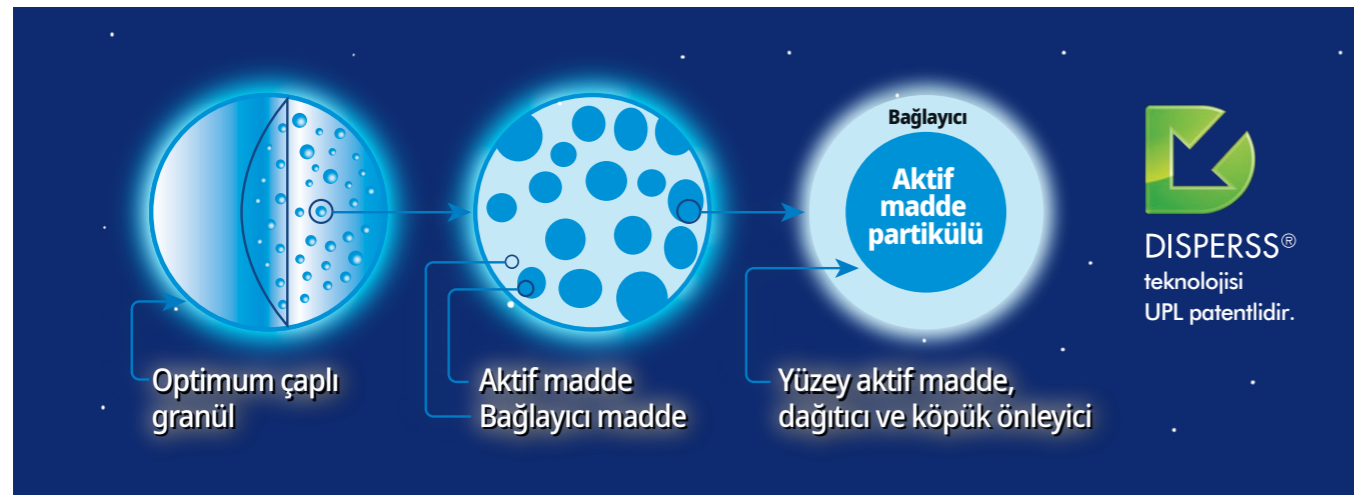 Bağlayıcı
Aktif
madde
partikülü
DISPERSS®
teknolojisi
UPL patentlidir.
Optimum çaplı
granül
Aktif madde
Bağlayıcı madde
Yüzey aktif madde,
dağıtıcı ve köpük önleyici